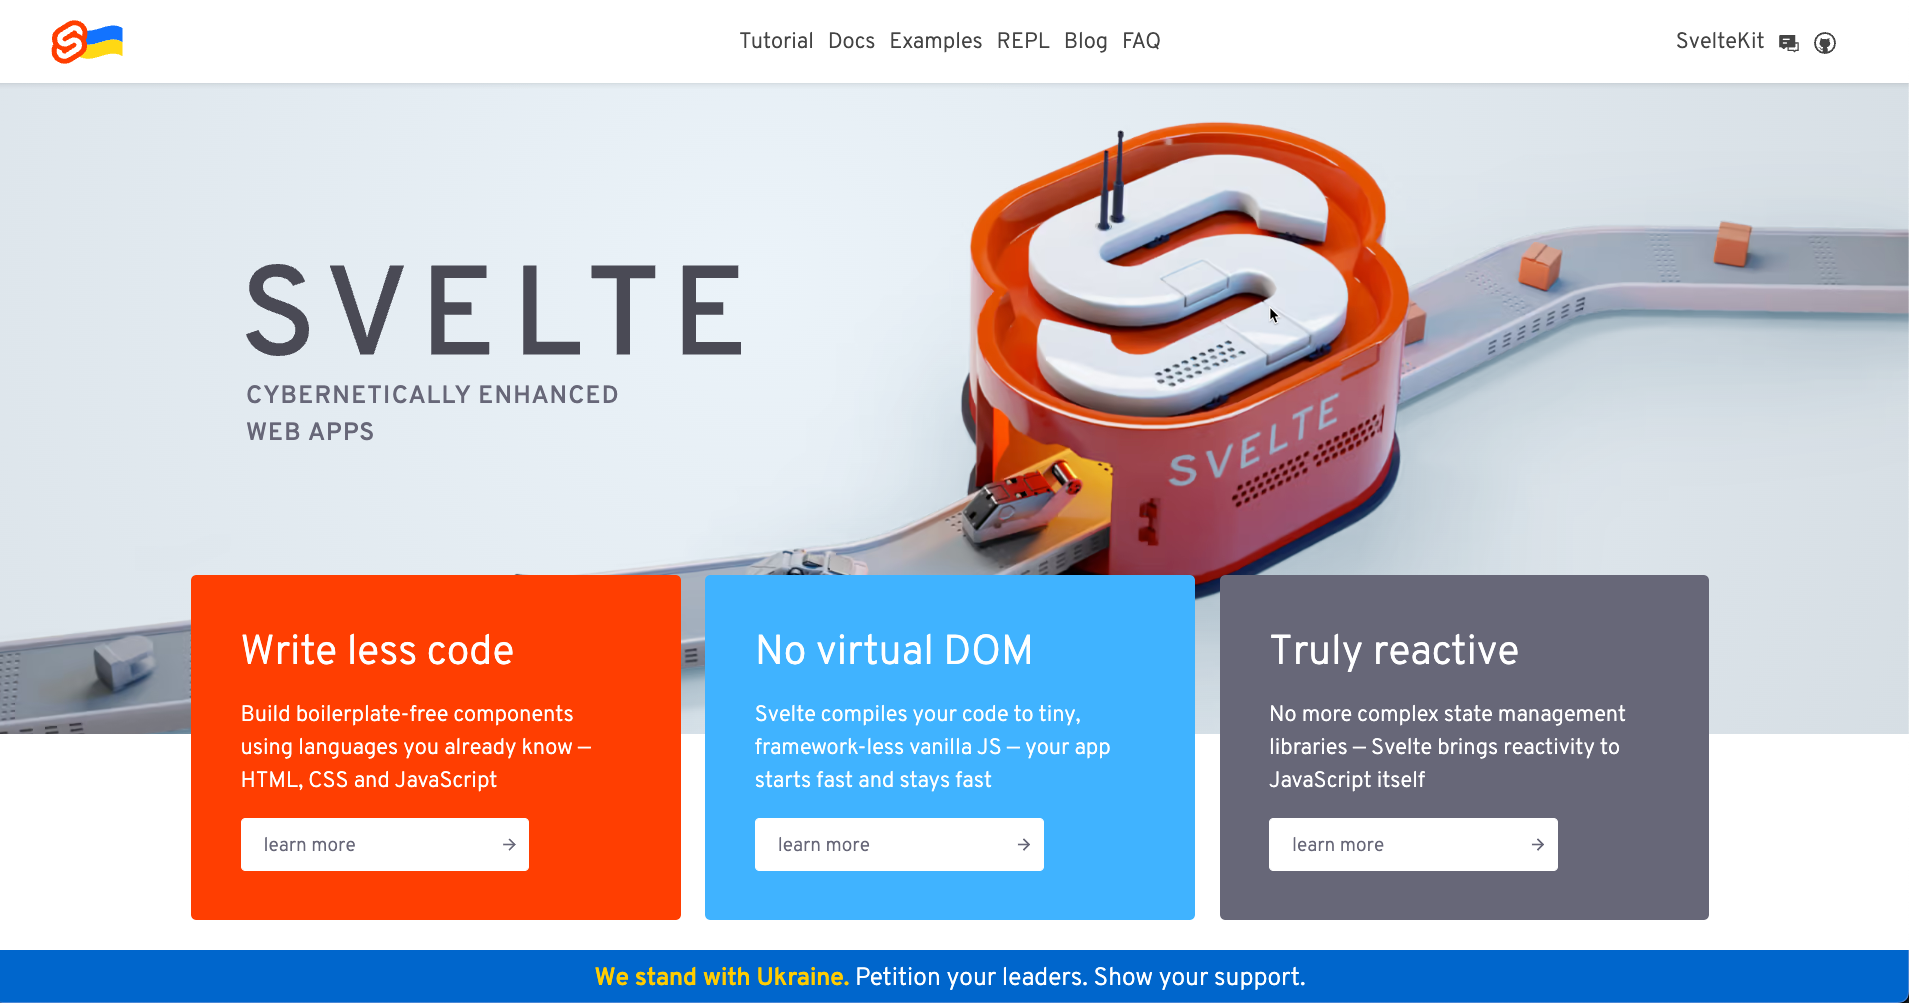 Tutorial Docs Examples REPL Blog FAQ
SvelteKit
SVELTE
CYBERNETICALLY ENHANCED
WEB APPS
SVELTE
Write less code
Build boilerplate-free components
using languages you already know —
HTML, CSS and JavaScript
learn more →
No virtual DOM
Svelte compiles your code to tiny,
framework-less vanilla JS — your app
starts fast and stays fast
learn more →
Truly reactive
No more complex state management
libraries — Svelte brings reactivity to
JavaScript itself
learn more →
We stand with Ukraine. Petition your leaders. Show your support.